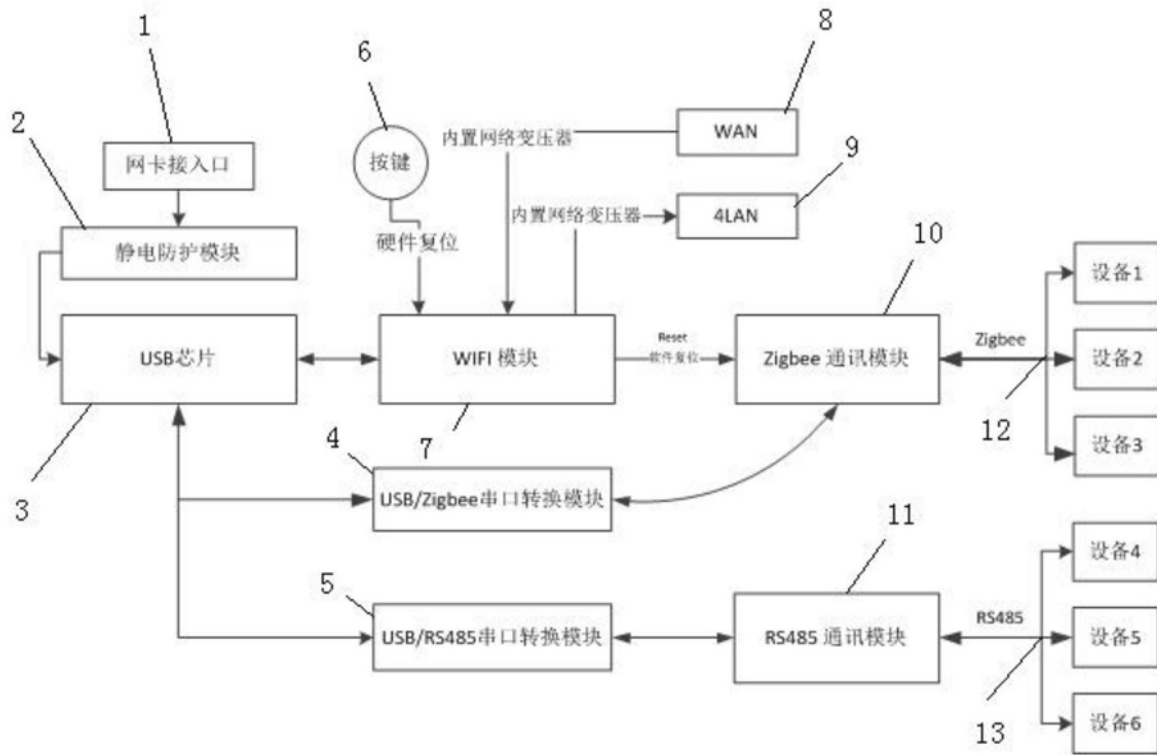 1
6
8
2
网卡接入口
按键
内置网络变压器
WAN
9
内置网络变压器
4LAN
静电防护模块
硬件复位
10
设备1
USB芯片
WIFI 模块
Reset
软件复位
Zigbee 通讯模块
Zigbee
设备2
12
3
4
7
设备3
USB/Zigbee串口转换模块
11
设备4
5
USB/RS485串口转换模块
RS485 通讯模块
RS485
设备5
13
设备6